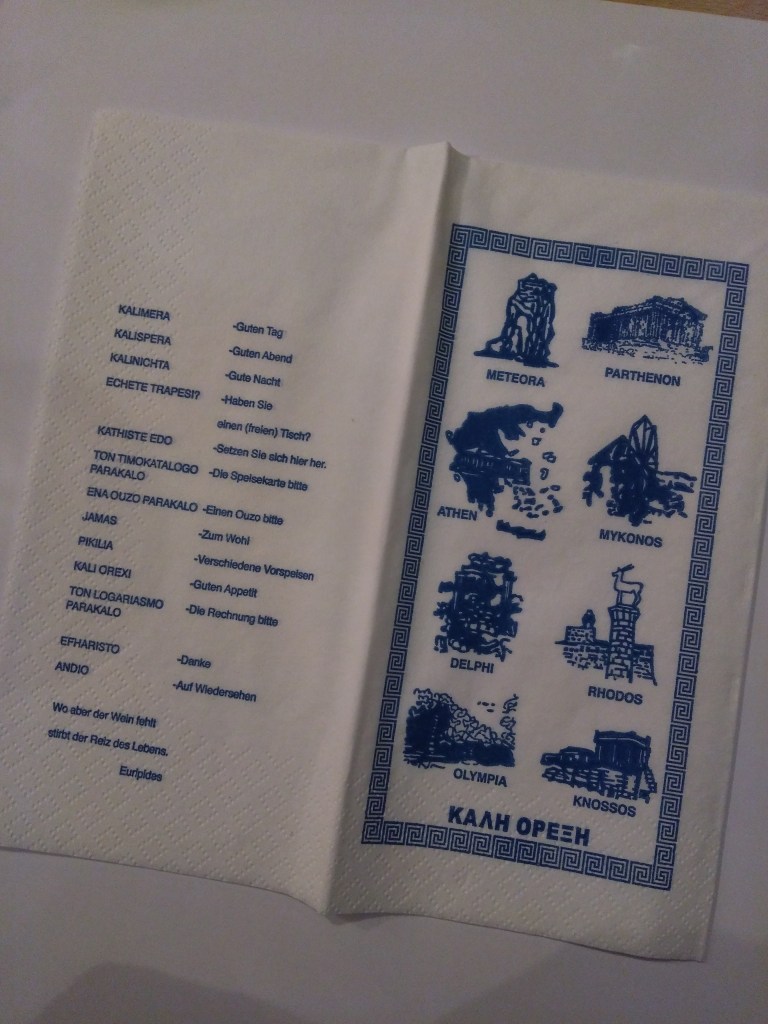 KALIMERA -Guten Tag
KALISPERA -Guten Abend
KALINICHTA -Gute Nacht
ECHETE TRAPESI? -Haben Sie
einen (freien) Tisch?
KATHISTE EDO -Setzen Sie sich hier her.
TON TIMOKATALOGO
PARAKALO -Die Speisekarte bitte
ENA OUZO PARAKALO -Einen Ouzo bitte
JAMAS -Zum Wohl
PIKILIA -Verschiedene Vorspeisen
KALI OREXI -Guten Appetit
TON LOGARIASMO
PARAKALO -Die Rechnung bitte
EFHARISTO -Danke
ANDIO -Auf Wiedersehen
Wo aber der Wein fehlt
stirbt der Reiz des Lebens.
Euripides
METEORA PARTHENON
ATHEN MYKONOS
DELPHI RHODOS
OLYMPIA KNOSSOS
ΚΑΛΗ ΟΡΕΞΗ